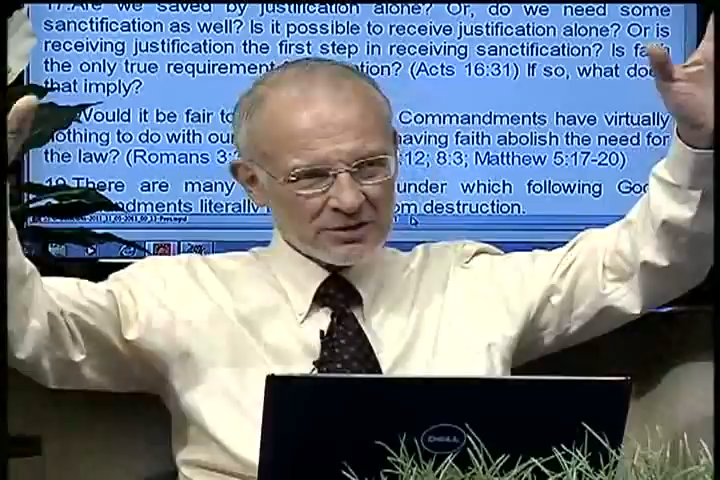 17. Are we saved by justification alone? Or, do we need some
sanctification as well? Is it possible to receive justification alone? Or is
receiving justification the first step in receiving sanctification? Is faith
the only true requirement ation? (Acts 16:31) If so, what does
that imply?
Would it be fair to Commandments have virtually
nothing to do with our having faith abolish the need for
the law? (Romans 3: :12; 8:3; Matthew 5:17-20)
19. There are many under which following God
literally om destruction.
DELL